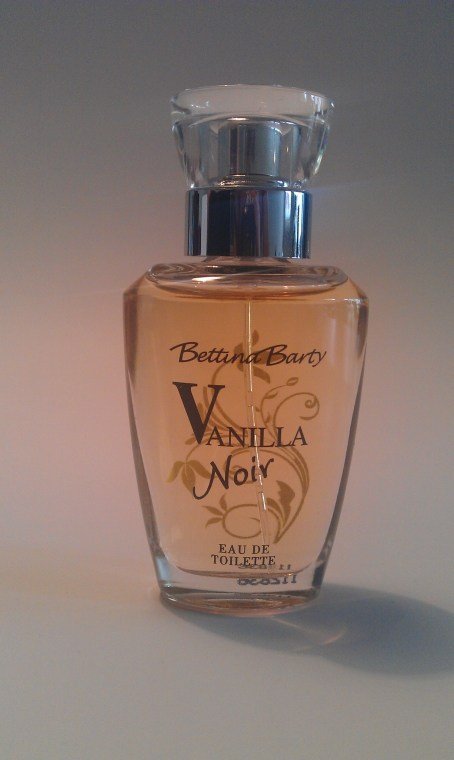 Bettina Barty
VANILLA
Noir
EAU DE
TOILETTE